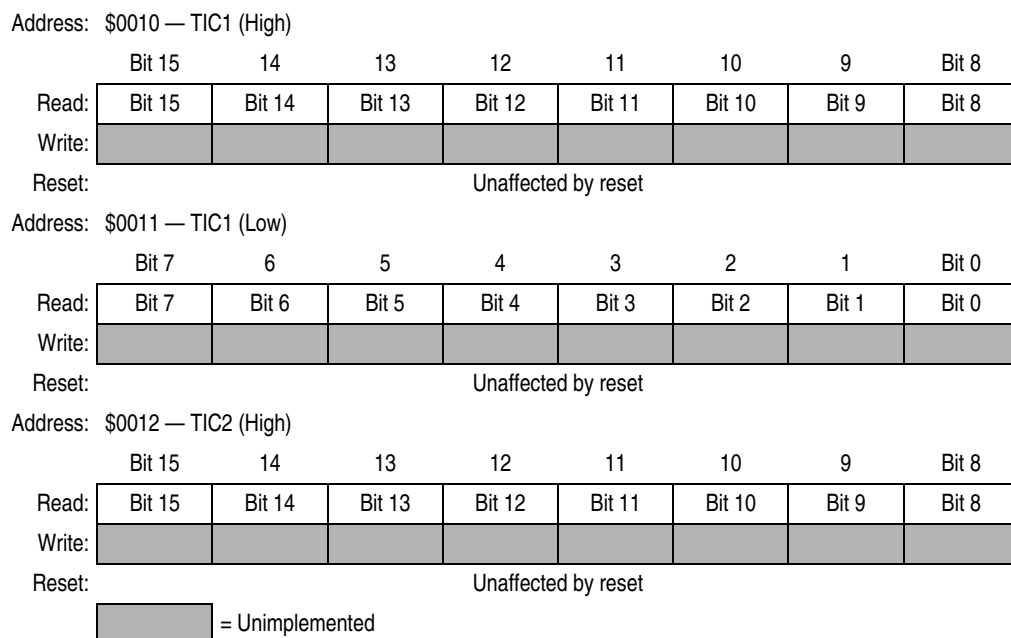 Address: $0010 — TIC1 (High)
Bit 15 14 13 12 11 10 9 Bit 8
Read: Bit 15 Bit 14 Bit 13 Bit 12 Bit 11 Bit 10 Bit 9 Bit 8
Write:
Reset: Unaffected by reset
Address: $0011 — TIC1 (Low)
Bit 7 6 5 4 3 2 1 Bit 0
Read: Bit 7 Bit 6 Bit 5 Bit 4 Bit 3 Bit 2 Bit 1 Bit 0
Write:
Reset: Unaffected by reset
Address: $0012 — TIC2 (High)
Bit 15 14 13 12 11 10 9 Bit 8
Read: Bit 15 Bit 14 Bit 13 Bit 12 Bit 11 Bit 10 Bit 9 Bit 8
Write:
Reset: Unaffected by reset
= Unimplemented